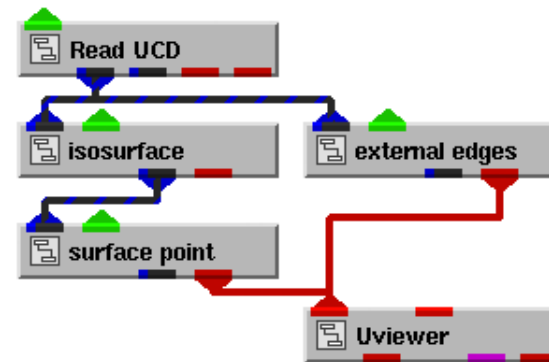 Read UCD
isosurface
external edges
surface point
Uviewer